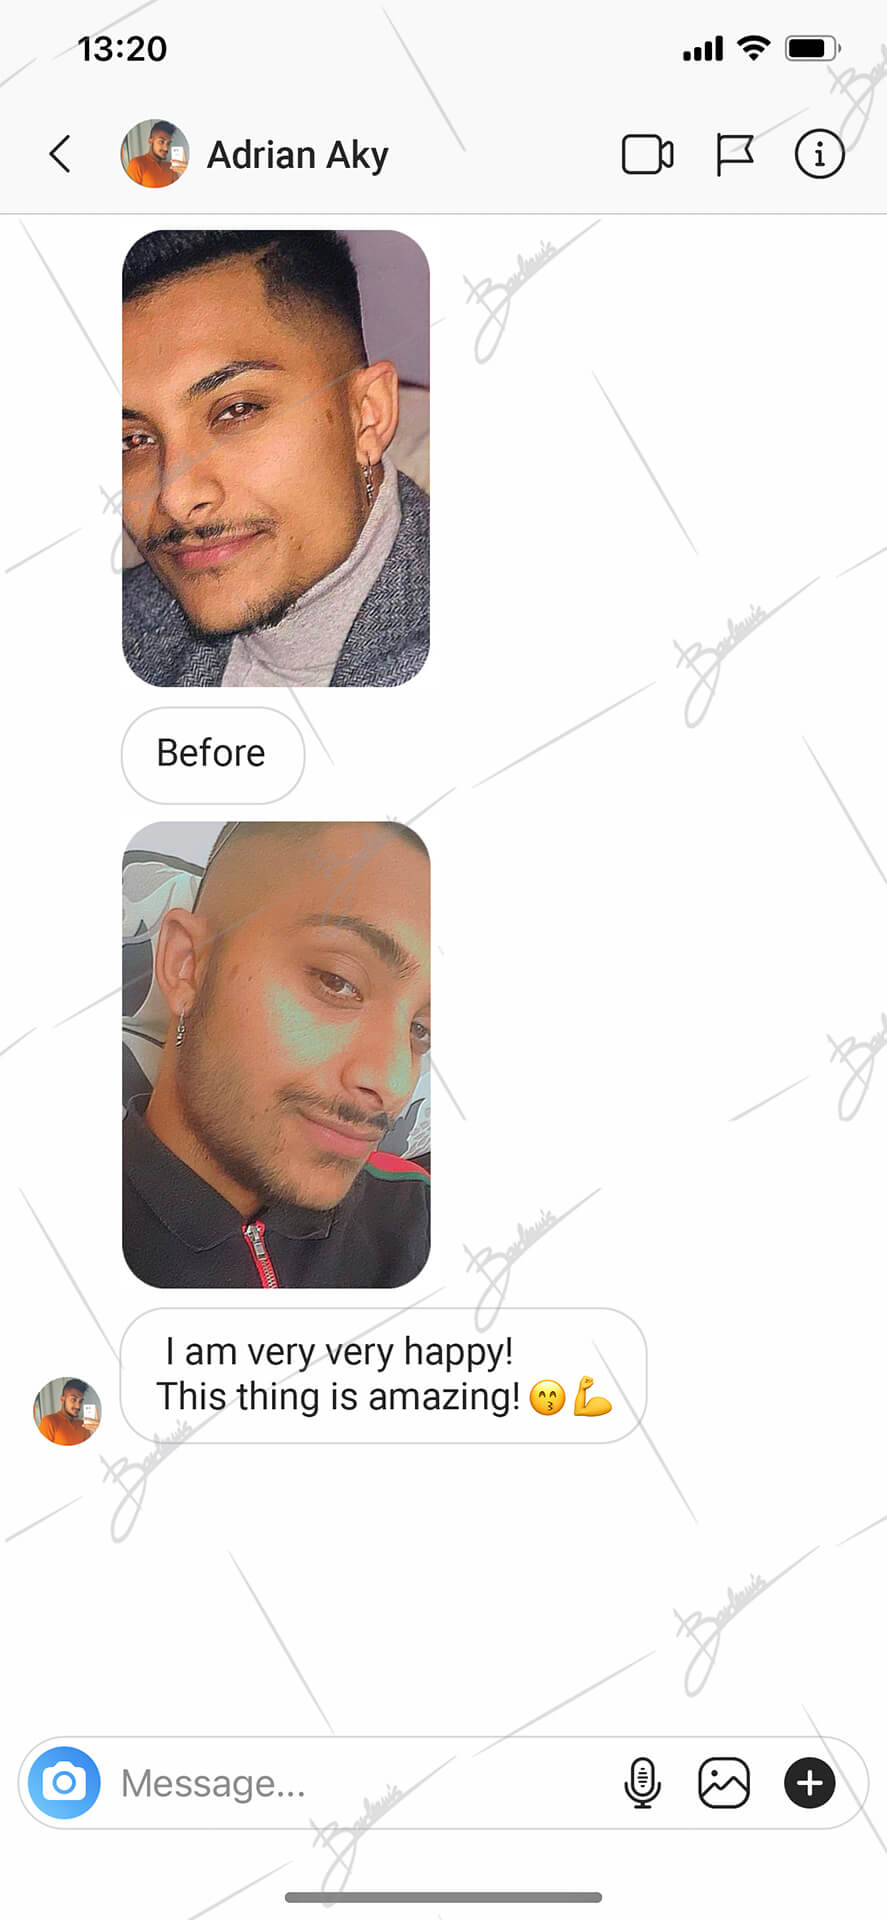 13:20
Adrian Aky
Before
I am very very happy!
This thing is amazing! 😙💪
Message...